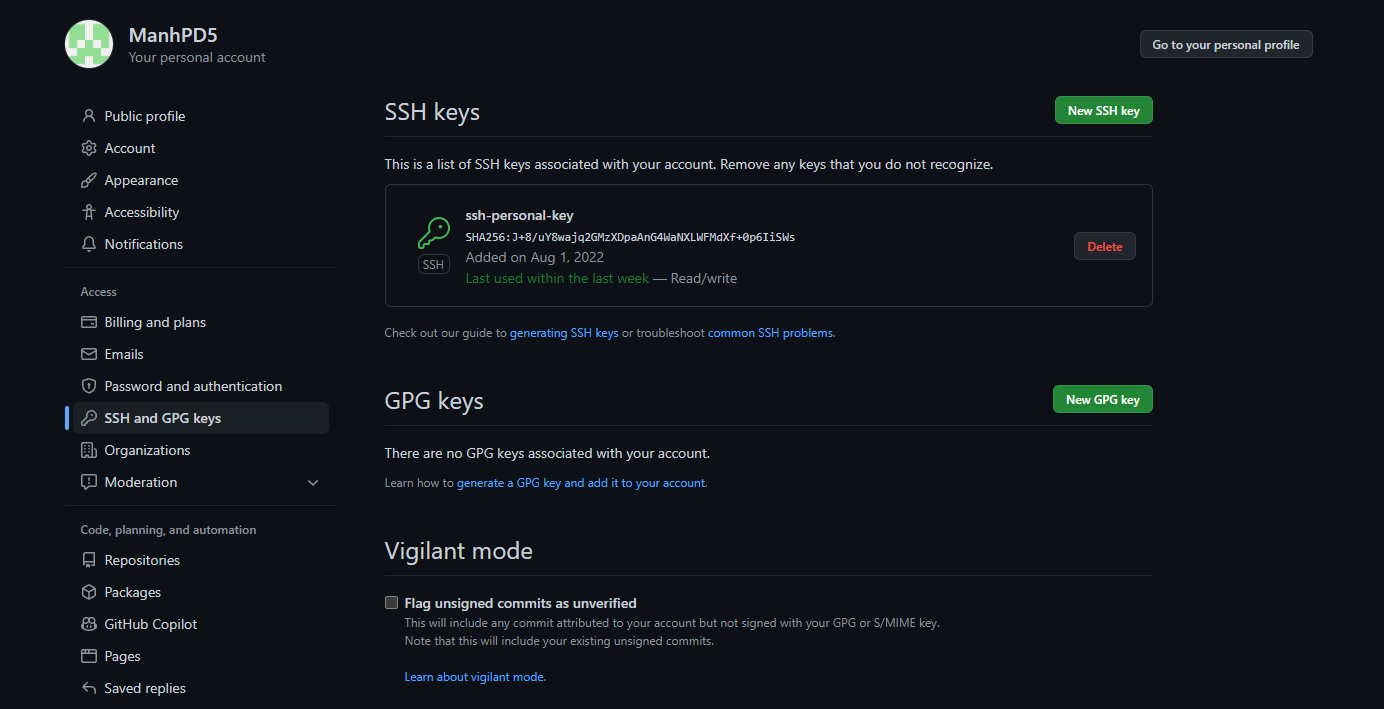 ManhPD5
Your personal account
Go to your personal profile
Public profile
Account
Appearance
Accessibility
Notifications
Access
Billing and plans
Emails
Password and authentication
SSH and GPG keys
Organizations
Moderation
Code, planning, and automation
Repositories
Packages
GitHub Copilot
Pages
Saved replies
SSH keys
New SSH key
This is a list of SSH keys associated with your account. Remove any keys that you do not recognize.
ssh-personal-key
SHA256:J+8/uY8wajq2GMzXDpaAnG4WaNXLWFMdXf+0p6IiSWs
Added on Aug 1, 2022
Last used within the last week — Read/write
SSH
Delete
Check out our guide to generating SSH keys or troubleshoot common SSH problems.
GPG keys
New GPG key
There are no GPG keys associated with your account.
Learn how to generate a GPG key and add it to your account.
Vigilant mode
Flag unsigned commits as unverified
This will include any commit attributed to your account but not signed with your GPG or S/MIME key.
Note that this will include your existing unsigned commits.
Learn about vigilant mode.